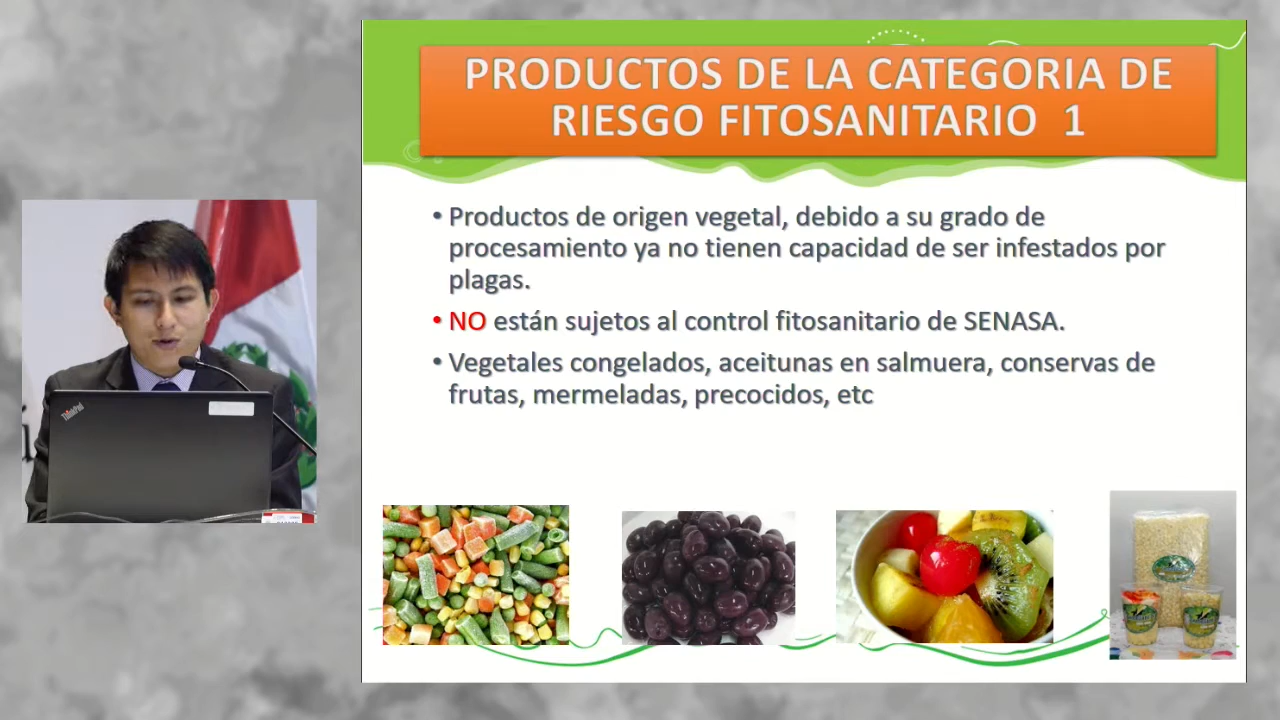 PRODUCTOS DE LA CATEGORIA DE
RIESGO FITOSANITARIO 1
• Productos de origen vegetal, debido a su grado de
procesamiento ya no tienen capacidad de ser infestados por
plagas.
• NO están sujetos al control fitosanitario de SENASA.
• Vegetales congelados, aceitunas en salmuera, conservas de
frutas, mermeladas, precocidos, etc
ThinkPad